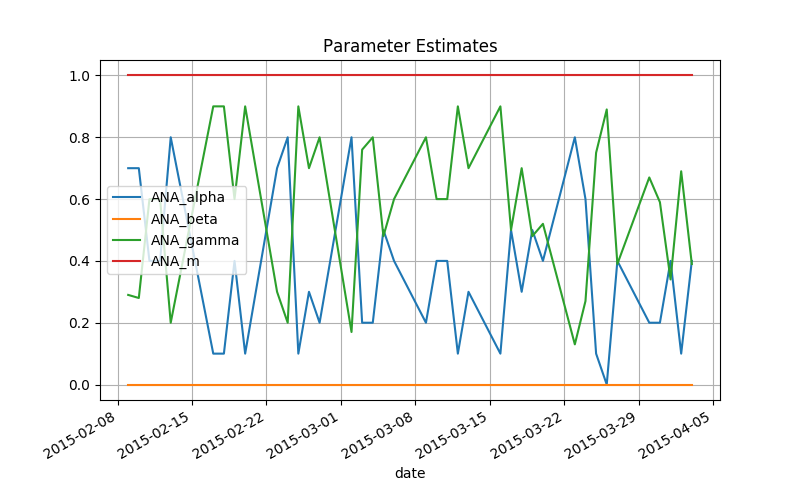 Parameter Estimates
1.0
0.8
0.6
0.4
0.2
0.0
ANA_alpha
ANA_beta
ANA_gamma
ANA_m
2015-02-08
2015-02-15
2015-02-22
2015-03-01
2015-03-08
2015-03-15
2015-03-22
2015-03-29
2015-04-05
date